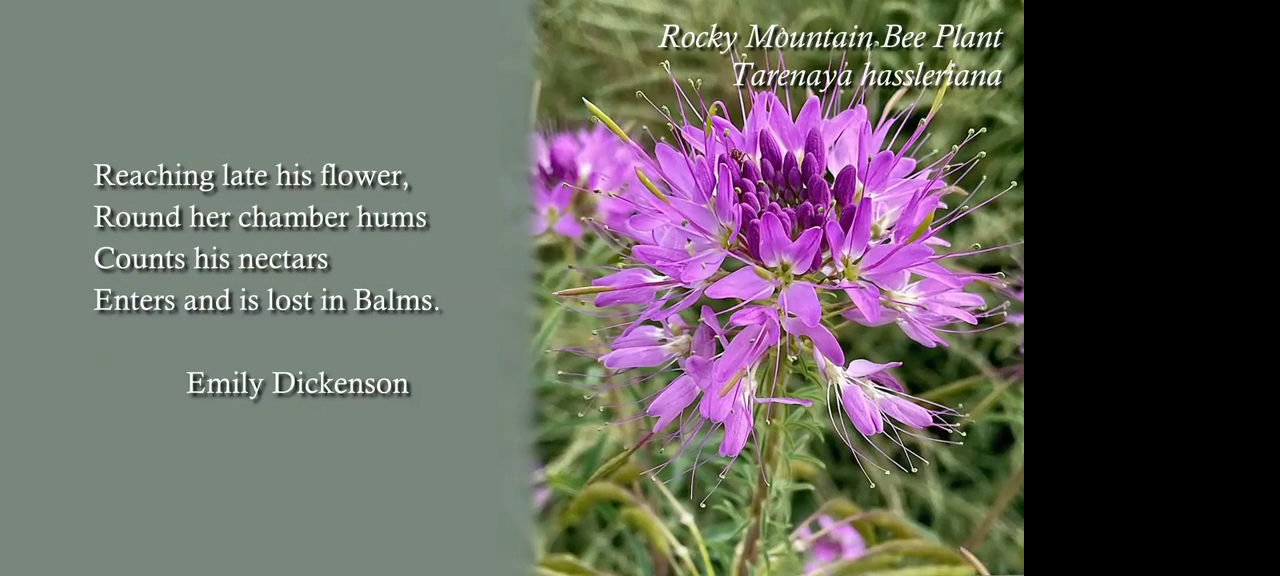 Rocky Mountain Bee Plant
Tarenaya hassleriana
Reaching late his flower,
Round her chamber hums
Counts his nectars
Enters and is lost in Balms.
Emily Dickenson